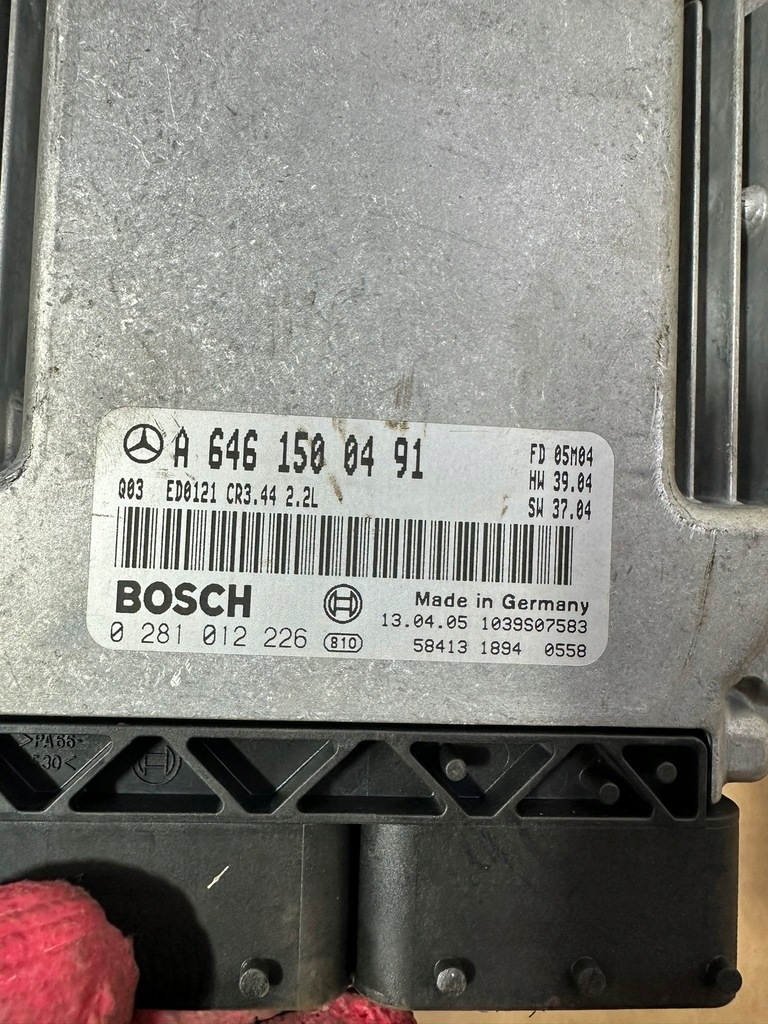 A 646 150 04 91
FD 05M04
HW 39.04
Q03 ED0121 CR3.44 2.2L
SW 37.04
BOSCH
Made in Germany
13.04.05 1039S07583
0 281 012 226 810
58413 1894 0558
>PA66-